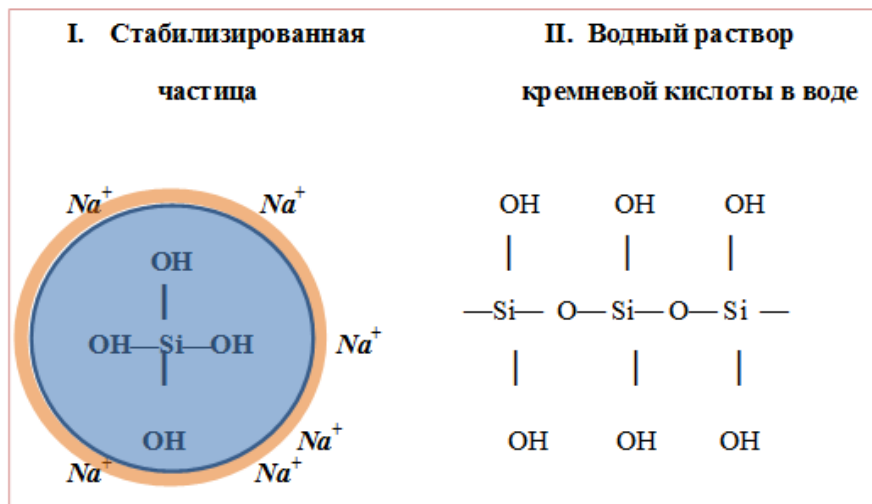 I. Стабилизированная
частица
II. Водный раствор
кремневой кислоты в воде
Na⁺ Na⁺
OH
OH—Si—OH
Na⁺
OH
Na⁺
Na⁺ Na⁺
OH OH OH
—Si— O—Si—O—Si —
OH OH OH